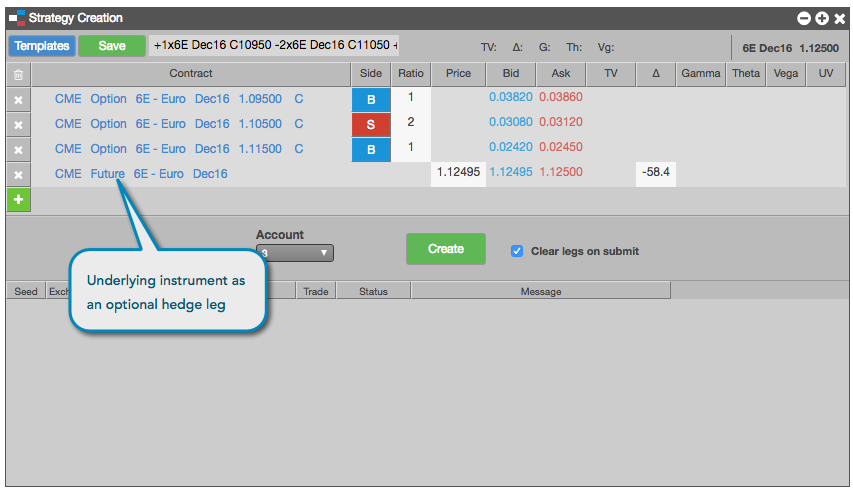 Strategy Creation
Templates Save +1x6E Dec16 C10950 -2x6E Dec16 C11050 + TV: Δ: G: Th: Vg: 6E Dec16 1.12500
Contract Side Ratio Price Bid Ask TV Δ Gamma Theta Vega UV
CME Option 6E - Euro Dec16 1.09500 C B 1 0.03820 0.03860
CME Option 6E - Euro Dec16 1.10500 C S 2 0.03080 0.03120
CME Option 6E - Euro Dec16 1.11500 C B 1 0.02420 0.02450
CME Future 6E - Euro Dec16 1.12495 1.12495 1.12500 -58.4
+
Account
Create Clear legs on submit
Underlying instrument as
an optional hedge leg
Seed Exch Trade Status Message